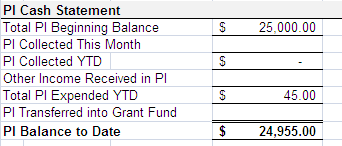 PI Cash Statement
Total PI Beginning Balance $ 25,000.00
PI Collected This Month
PI Collected YTD $ -
Other Income Received in PI
Total PI Expended YTD $ 45.00
PI Transferred into Grant Fund
PI Balance to Date $ 24,955.00